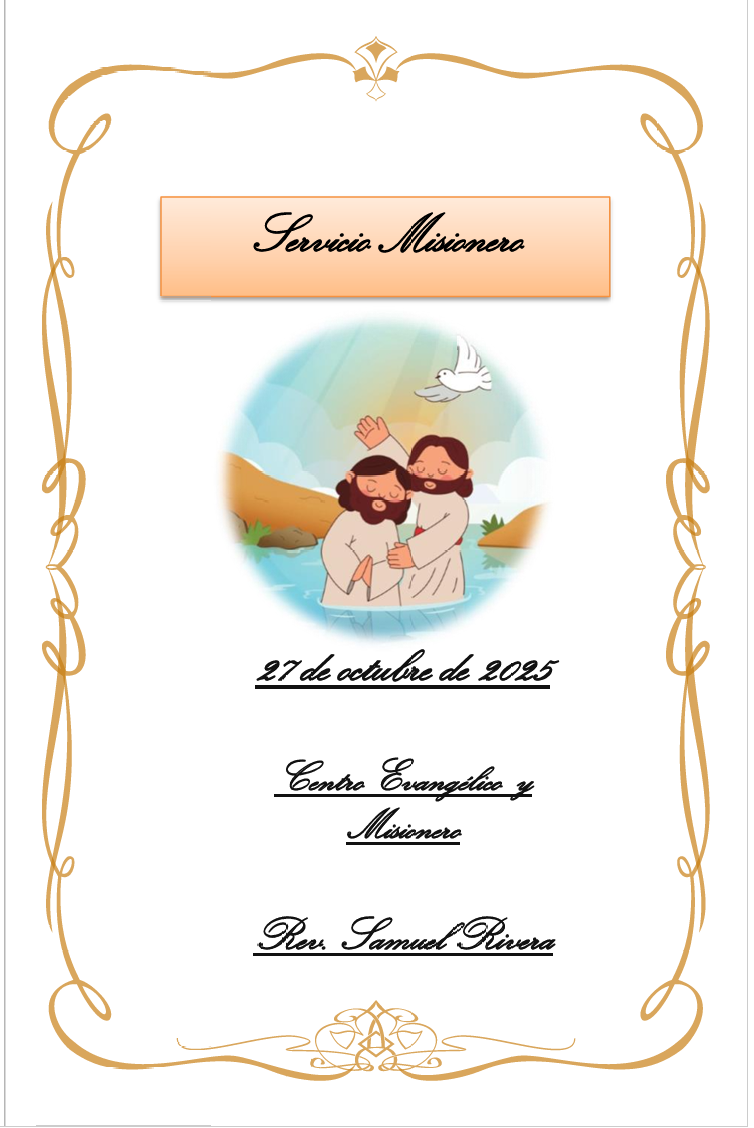 Servicio Misionero
27 de octubre de 2025
Centro Evangélico y
Misionero
Rev. Samuel Rivera